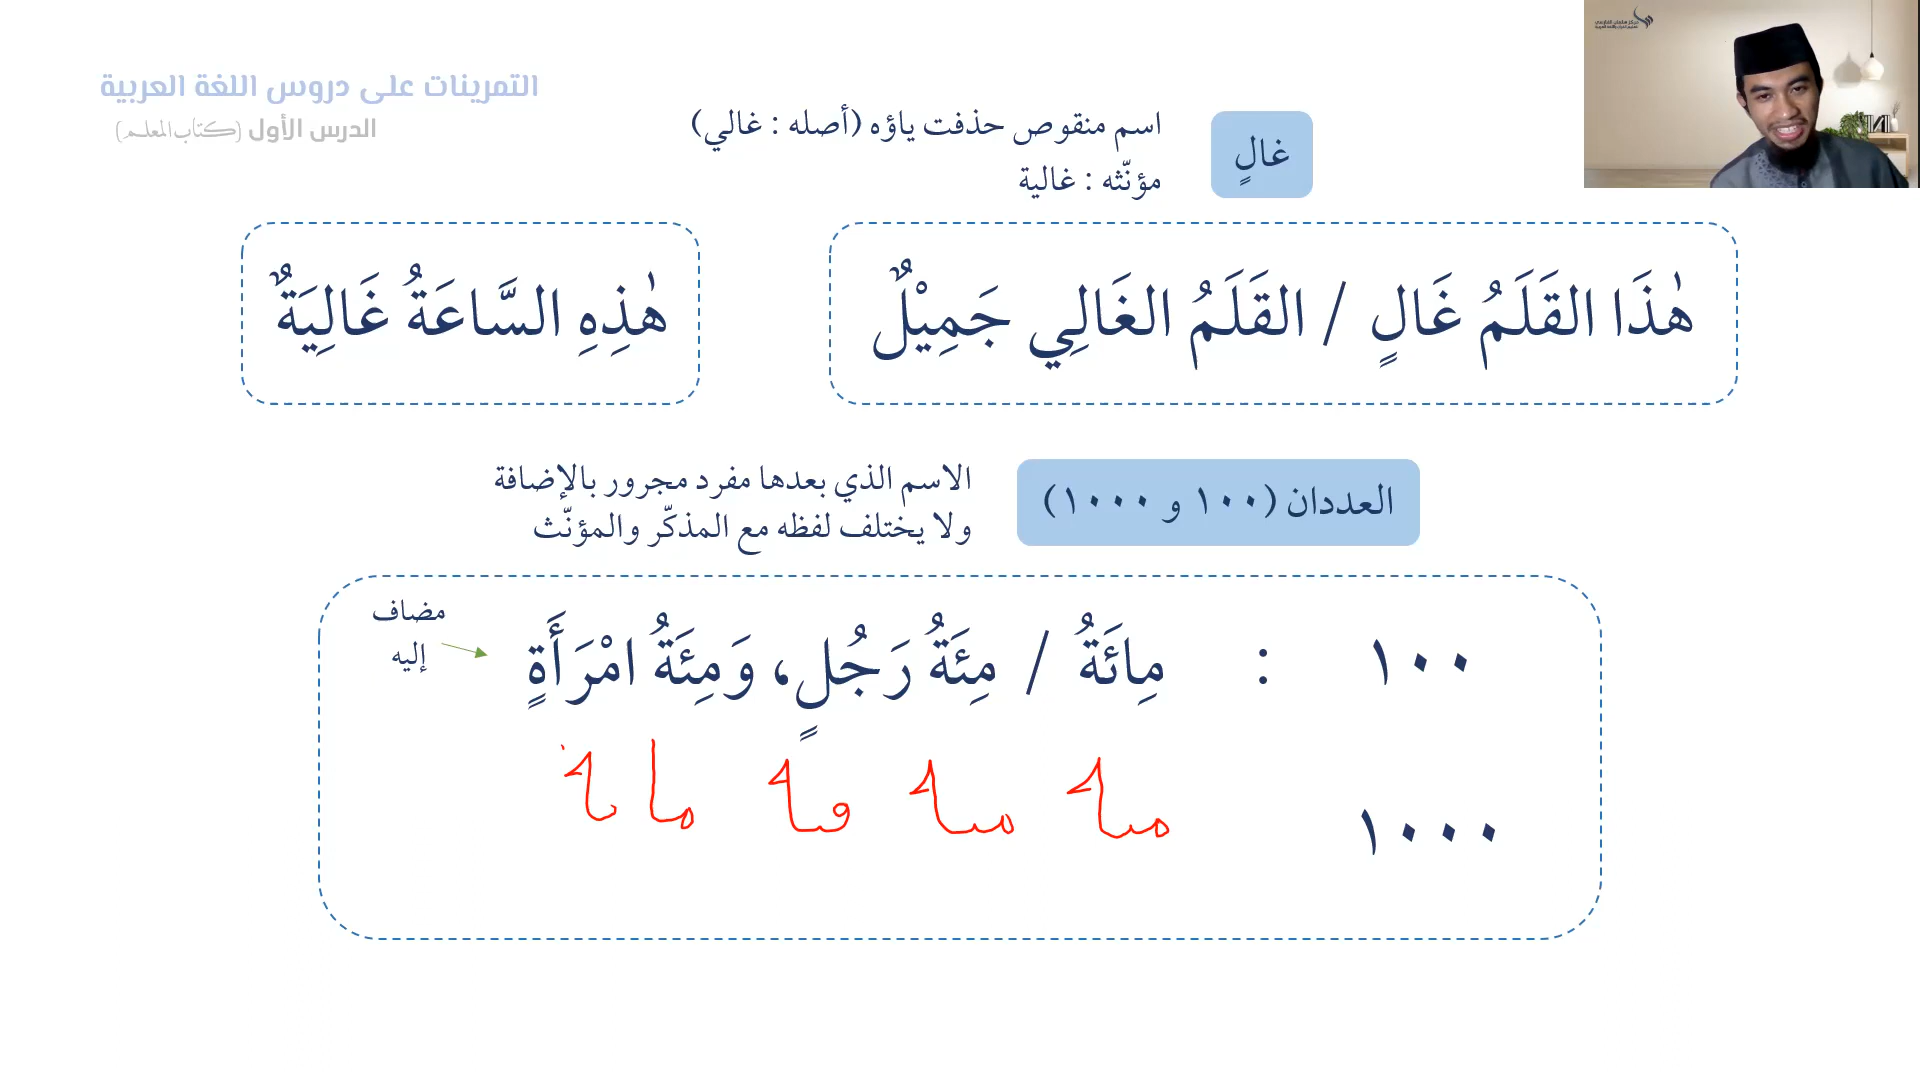 التمرينات على دروس اللغة العربية
الدرس الأول (كتاب المعلم)
غالٍ
اسم منقوص حذفت ياؤه (أصله : غالي)
مؤنّثه : غالية
هٰذَا القَلَمُ غَالٍ / القَلَمُ الغَالِي جَمِيْلٌ
هٰذِهِ السَّاعَةُ غَالِيَةٌ
العددان (١٠٠ و ١٠٠٠)
الاسم الذي بعدها مفرد مجرور بالإضافة
ولا يختلف لفظه مع المذكّر والمؤنّث
١٠٠ : مِائَةُ / مِئَةُ رَجُلٍ، وَمِئَةُ امْرَأَةٍ
مضاف
إليه
١٠٠٠